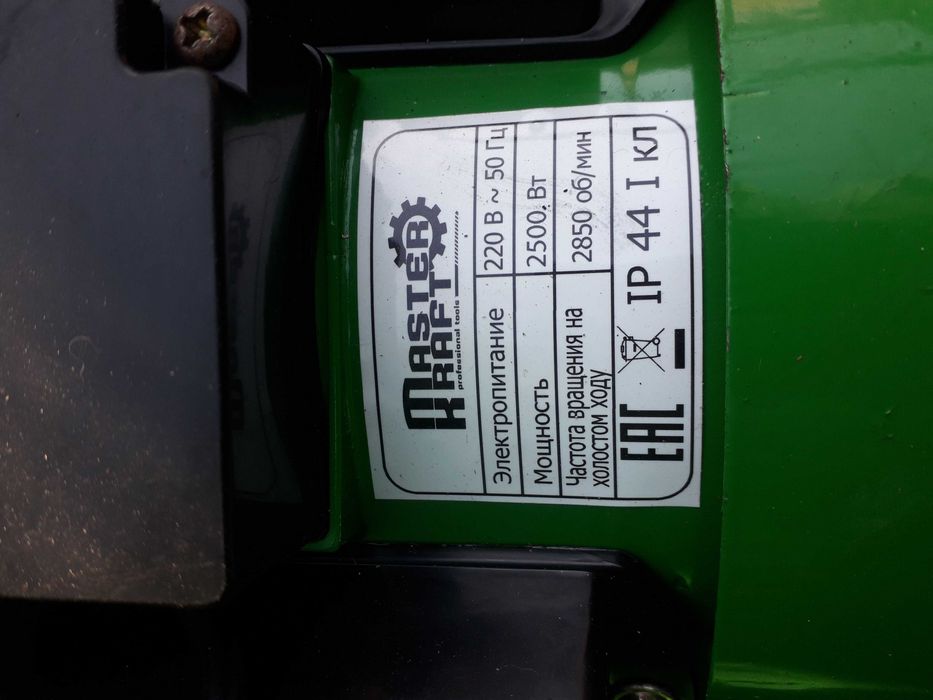 MASTER
KRAFT
professional tools
Электропитание 220 В ~ 50 Гц
Мощность 2500, Вт
Частота вращения на
холостом ходу 2850 об/мин
EAC IP 44 I КЛ